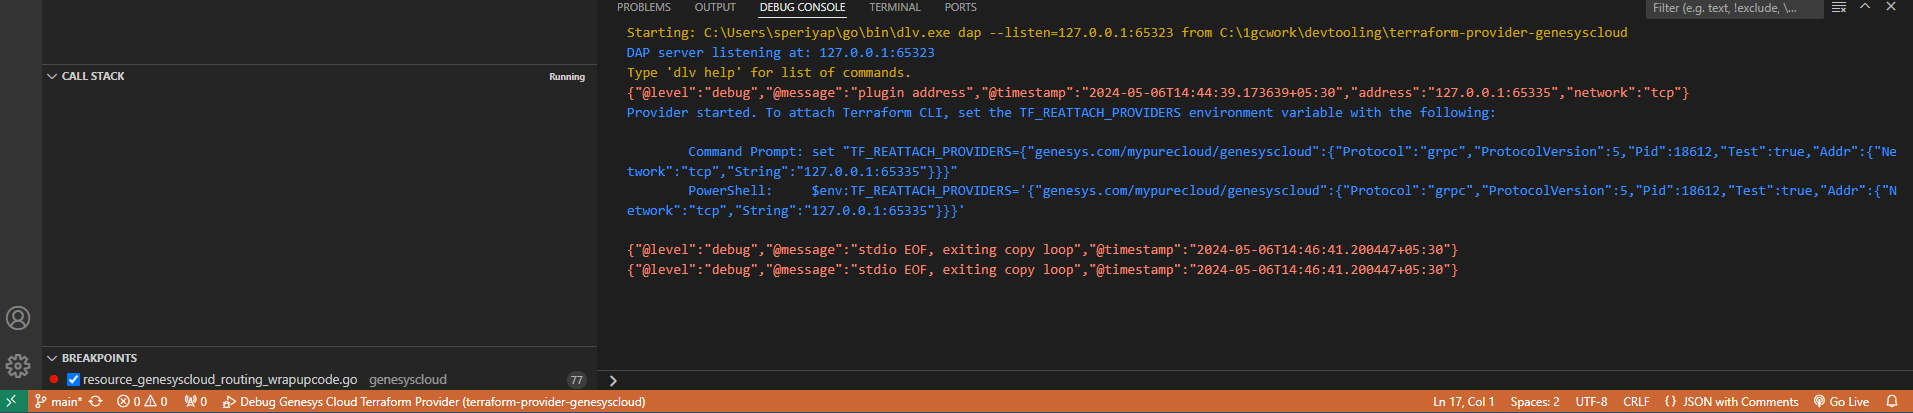 PROBLEMS OUTPUT DEBUG CONSOLE TERMINAL PORTS Filter (e.g. text, !exclude, \...
Starting: C:\Users\speriyap\go\bin\dlv.exe dap --listen=127.0.0.1:65323 from C:\1gcwork\devtooling\terraform-provider-genesyscloud
DAP server listening at: 127.0.0.1:65323
Type 'dlv help' for list of commands.
{"@level":"debug","@message":"plugin address","@timestamp":"2024-05-06T14:44:39.173639+05:30","address":"127.0.0.1:65335","network":"tcp"}
Provider started. To attach Terraform CLI, set the TF_REATTACH_PROVIDERS environment variable with the following:
Command Prompt: set "TF_REATTACH_PROVIDERS={"genesys.com/mypurecloud/genesyscloud":{"Protocol":"grpc","ProtocolVersion":5,"Pid":18612,"Test":true,"Addr":{"Ne
twork":"tcp","String":"127.0.0.1:65335"}}}"
PowerShell: $env:TF_REATTACH_PROVIDERS='{"genesys.com/mypurecloud/genesyscloud":{"Protocol":"grpc","ProtocolVersion":5,"Pid":18612,"Test":true,"Addr":{"N
etwork":"tcp","String":"127.0.0.1:65335"}}}'
{"@level":"debug","@message":"stdio EOF, exiting copy loop","@timestamp":"2024-05-06T14:46:41.200447+05:30"}
{"@level":"debug","@message":"stdio EOF, exiting copy loop","@timestamp":"2024-05-06T14:46:41.200447+05:30"}
CALL STACK Running
BREAKPOINTS
resource_genesyscloud_routing_wrapupcode.go genesyscloud 77
main* 0 0 0 Debug Genesys Cloud Terraform Provider (terraform-provider-genesyscloud) Ln 17, Col 1 Spaces: 2 UTF-8 CRLF {} JSON with Comments Go Live